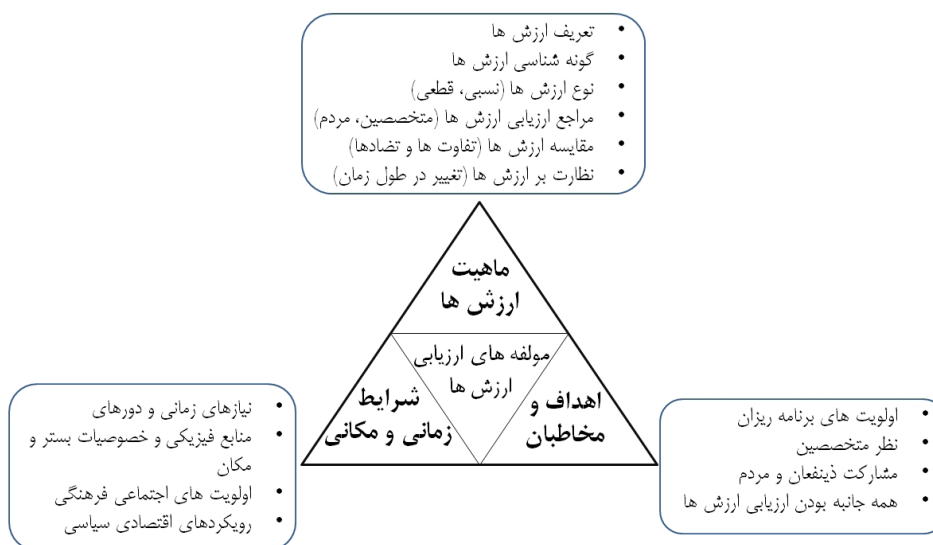 تعریف ارزش ها
گونه شناسی ارزش ها
نوع ارزش ها (نسبی، قطعی)
مراجع ارزیابی ارزش ها (متخصصین، مردم)
مقایسه ارزش ها (تفاوت ها و تضادها)
نظارت بر ارزش ها (تغییر در طول زمان)
ماهیت
ارزش ها
مولفه های ارزیابی
ارزش ها
اهداف و
مخاطبان
شرایط
زمانی و مکانی
اولویت های برنامه ریزان
نظر متخصصین
مشارکت ذینفعان و مردم
همه جانبه بودن ارزیابی ارزش ها
نیازهای زمانی و دورهای
منابع فیزیکی و خصوصیات بستر و
مکان
اولویت های اجتماعی فرهنگی
رویکردهای اقتصادی سیاسی